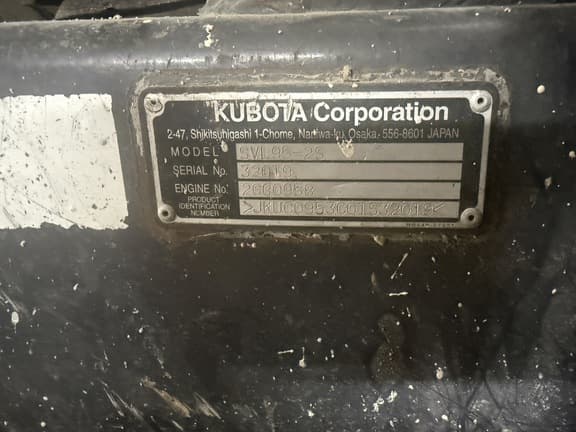 KUBOTA Corporation
2-47, Shikitsuhigashi 1-Chome, Naniwa-ku, Osaka. 556-8601 JAPAN
MODEL SVL95-2S
SERIAL No. 32019
ENGINE No.
PRODUCT
IDENTIFICATION
NUMBER